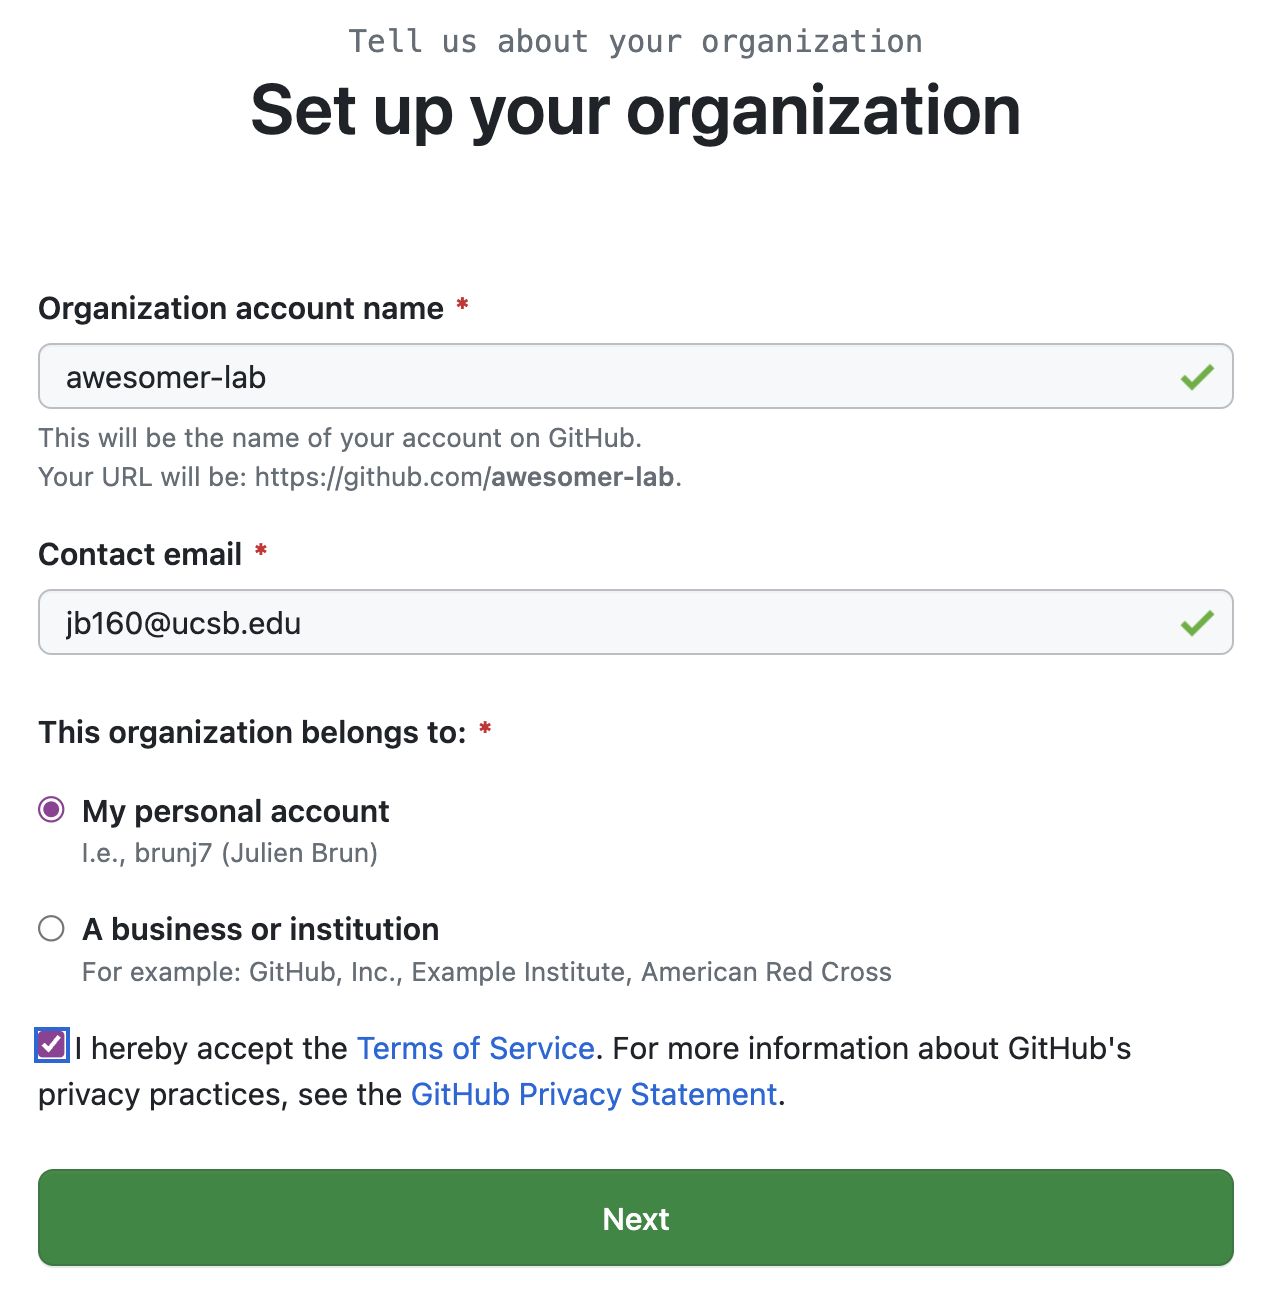 Tell us about your organization
Set up your organization
Organization account name *
awesomer-lab
This will be the name of your account on GitHub.
Your URL will be: https://github.com/awesomer-lab.
Contact email *
jb160@ucsb.edu
This organization belongs to: *
My personal account
I.e., brunj7 (Julien Brun)
A business or institution
For example: GitHub, Inc., Example Institute, American Red Cross
I hereby accept the Terms of Service. For more information about GitHub's
privacy practices, see the GitHub Privacy Statement.
Next